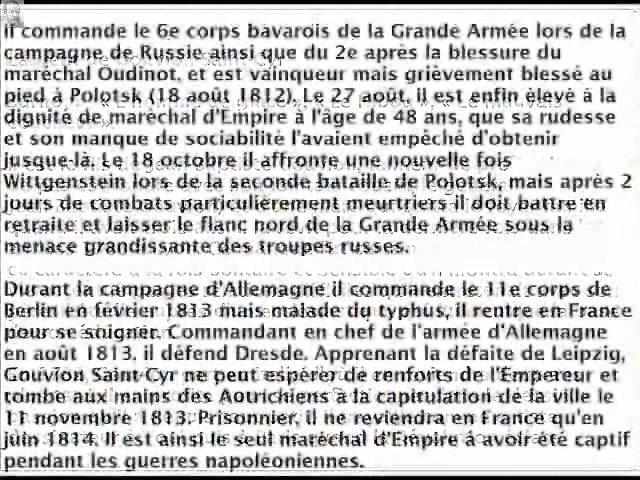 Il commande le 6e corps bavarois de la Grande Armée lors de la
campagne de Russie ainsi que du 2e après la blessure du
maréchal Oudinot, et est vainqueur mais grièvement blessé au
pied à Polotsk (18 août 1812). Le 27 août, il est enfin élevé à la
dignité de maréchal d'Empire à l'âge de 48 ans, que sa rudesse
et son manque de sociabilité l'avaient empêché d'obtenir
jusque-là. Le 18 octobre il affronte une nouvelle fois
Wittgenstein lors de la seconde bataille de Polotsk, mais après 2
jours de combats particulièrement meurtriers il doit battre en
retraite et laisser le flanc nord de la Grande Armée sous la
menace grandissante des troupes russes.
Durant la campagne d'Allemagne il commande le 11e corps de
Berlin en février 1813 mais malade du typhus, il rentre en France
pour se soigner. Commandant en chef de l'armée d'Allemagne
en août 1813, il défend Dresde. Apprenant la défaite de Leipzig,
Gouvion Saint-Cyr ne peut espérer de renforts de l'Empereur et
tombe aux mains des Autrichiens à la capitulation de la ville le
11 novembre 1813. Prisonnier, il ne reviendra en France qu'en
juin 1814. Il est ainsi le seul maréchal d'Empire à avoir été captif
pendant les guerres napoléoniennes.